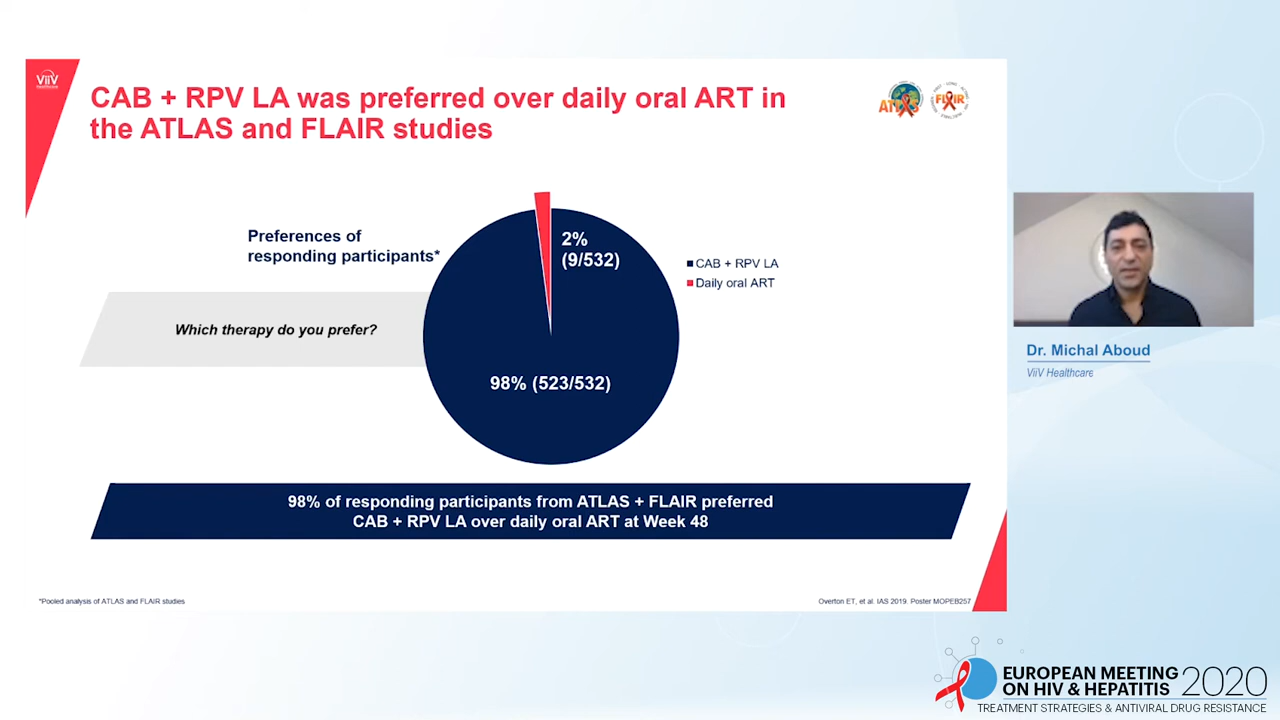 ViiV
CAB + RPV LA was preferred over daily oral ART in
the ATLAS and FLAIR studies
ATLAS
FLAIR
Preferences of
responding participants*
Which therapy do you prefer?
2%
(9/532)
98% (523/532)
CAB + RPV LA
Daily oral ART
98% of responding participants from ATLAS + FLAIR preferred
CAB + RPV LA over daily oral ART at Week 48
*Pooled analysis of ATLAS and FLAIR studies
Overton ET, et al. IAS 2019. Poster MOPEB257
Dr. Michal Aboud
ViiV Healthcare
EUROPEAN MEETING
ON HIV & HEPATITIS 2020
TREATMENT STRATEGIES & ANTIVIRAL DRUG RESISTANCE